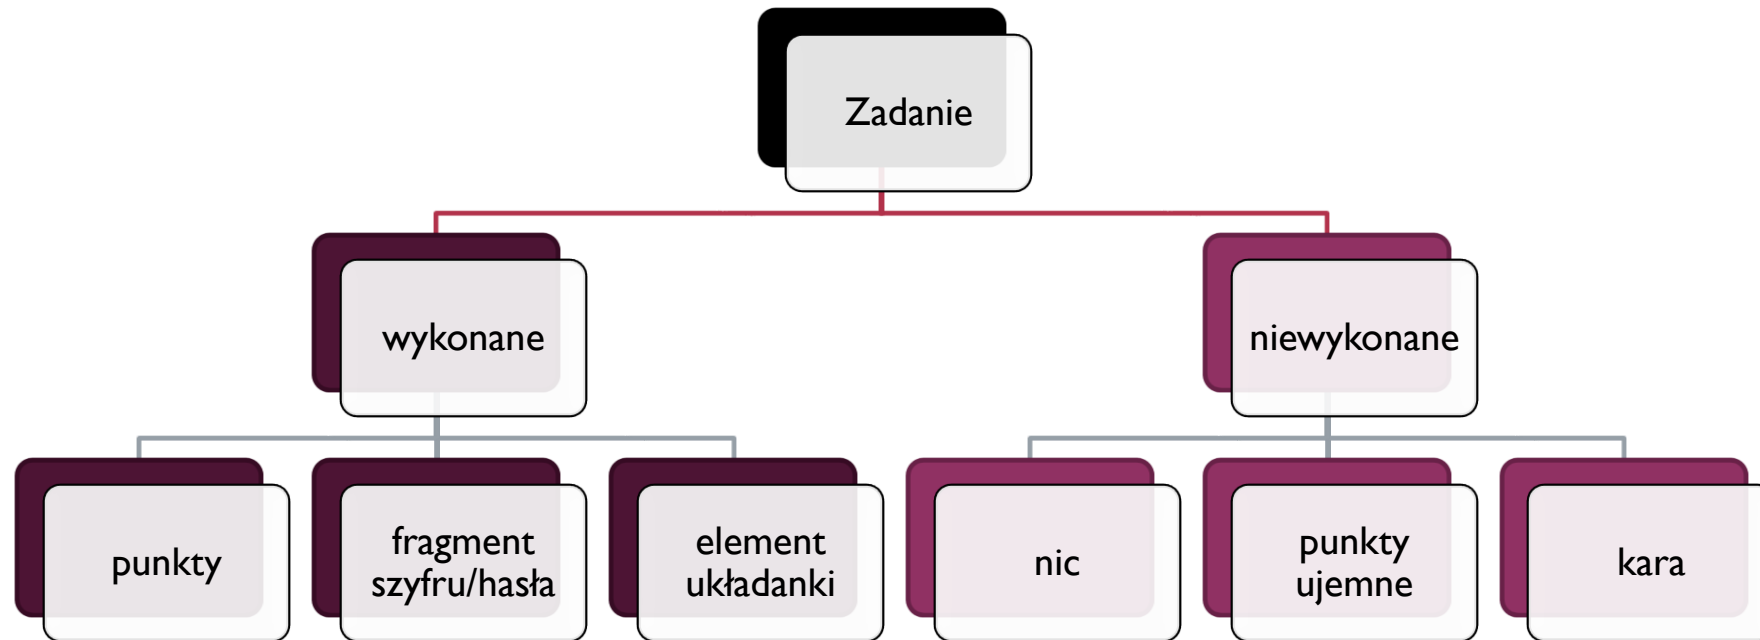 Zadanie
wykonane
niewykonane
punkty
fragment
szyfru/hasła
element
układanki
nic
punkty
ujemne
kara